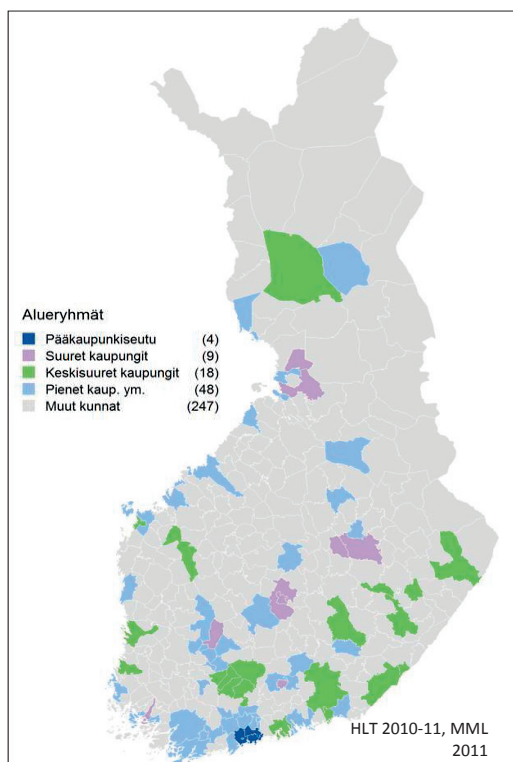 Alueryhmät
Pääkaupunkiseutu (4)
Suuret kaupungit (9)
Keskisuuret kaupungit (18)
Pienet kaup. ym. (48)
Muut kunnat (247)
HLT 2010-11, MML
2011